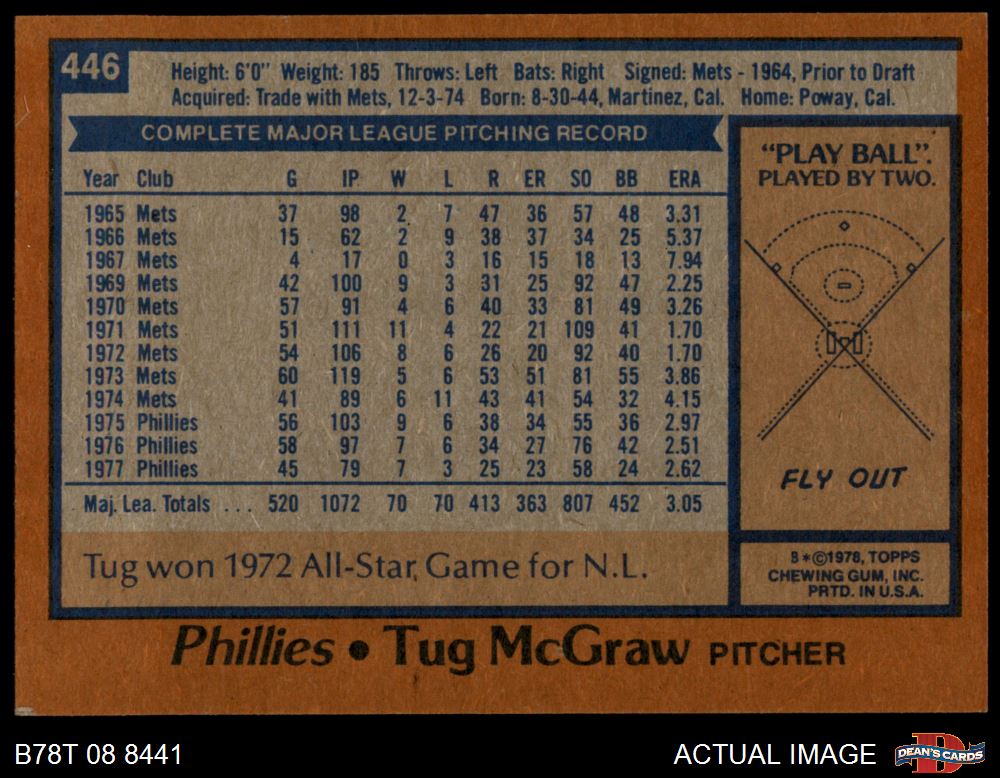 446
Height: 6'0" Weight: 185 Throws: Left Bats: Right Signed: Mets - 1964, Prior to Draft
Acquired: Trade with Mets, 12-3-74 Born: 8-30-44, Martinez, Cal. Home: Poway, Cal.
COMPLETE MAJOR LEAGUE PITCHING RECORD
Year Club G IP W L R ER SO BB ERA
1965 Mets 37 98 2 7 47 36 57 48 3.31
1966 Mets 15 62 2 9 38 37 34 25 5.37
1967 Mets 4 17 0 3 16 15 18 13 7.94
1969 Mets 42 100 9 3 31 25 92 47 2.25
1970 Mets 57 91 4 6 40 33 81 49 3.26
1971 Mets 51 111 11 4 22 21 109 41 1.70
1972 Mets 54 106 8 6 26 20 92 40 1.70
1973 Mets 60 119 5 6 53 51 81 55 3.86
1974 Mets 41 89 6 11 43 41 54 32 4.15
1975 Phillies 56 103 9 6 38 34 55 36 2.97
1976 Phillies 58 97 7 6 34 27 76 42 2.51
1977 Phillies 45 79 7 3 25 23 58 24 2.62
Maj. Lea. Totals . . . 520 1072 70 70 413 363 807 452 3.05
Tug won 1972 All-Star Game for N.L.
"PLAY BALL".
PLAYED BY TWO.
FLY OUT
B*©1978, TOPPS
CHEWING GUM, INC.
PRTD. IN U.S.A.
Phillies • Tug McGraw PITCHER
B78T 08 8441
ACTUAL IMAGE
DEAN'S CARDS